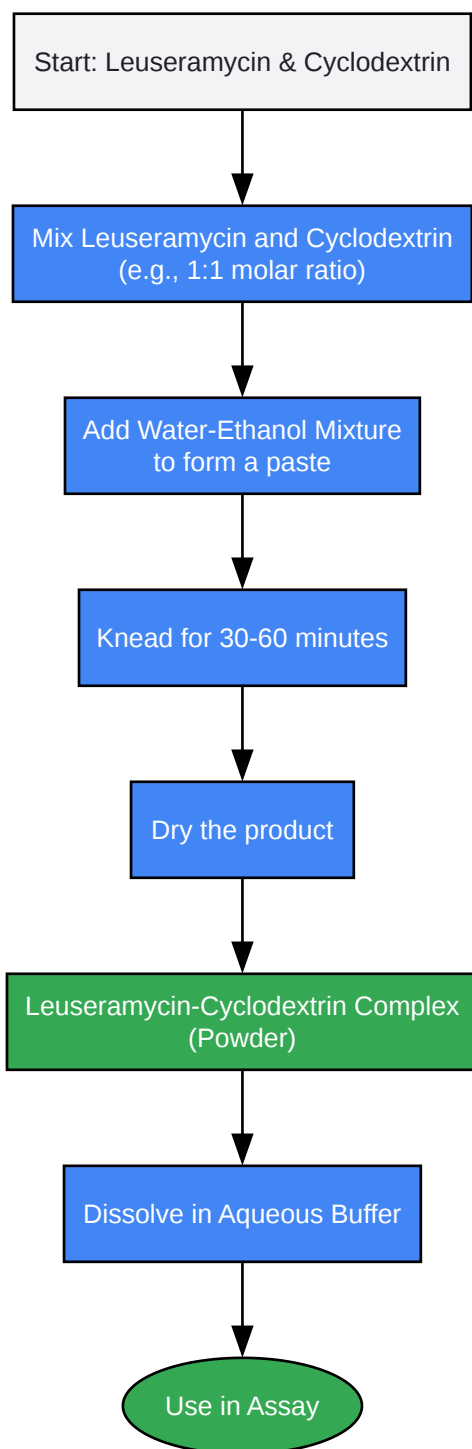 Start: Leuseramycin & Cyclodextrin
Mix Leuseramycin and Cyclodextrin
(e.g., 1:1 molar ratio)
Add Water-Ethanol Mixture
to form a paste
Knead for 30-60 minutes
Dry the product
Leuseramycin-Cyclodextrin Complex
(Powder)
Dissolve in Aqueous Buffer
Use in Assay